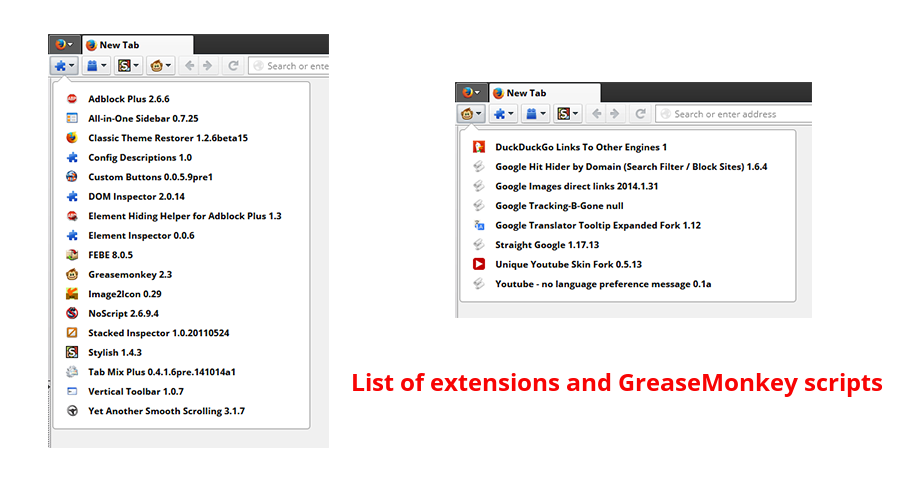 New Tab
Search or ente
Adblock Plus 2.6.6
All-in-One Sidebar 0.7.25
Classic Theme Restorer 1.2.6beta15
Config Descriptions 1.0
Custom Buttons 0.0.5.9pre1
DOM Inspector 2.0.14
Element Hiding Helper for Adblock Plus 1.3
Element Inspector 0.0.6
FEBE 8.0.5
Greasemonkey 2.3
Image2Icon 0.29
NoScript 2.6.9.4
Stacked Inspector 1.0.20110524
Stylish 1.4.3
Tab Mix Plus 0.4.1.6pre.141014a1
Vertical Toolbar 1.0.7
Yet Another Smooth Scrolling 3.1.7
New Tab
Search or enter address
DuckDuckGo Links To Other Engines 1
Google Hit Hider by Domain (Search Filter / Block Sites) 1.6.4
Google Images direct links 2014.1.31
Google Tracking-B-Gone null
Google Translator Tooltip Expanded Fork 1.12
Straight Google 1.17.13
Unique Youtube Skin Fork 0.5.13
Youtube - no language preference message 0.1a
List of extensions and GreaseMonkey scripts